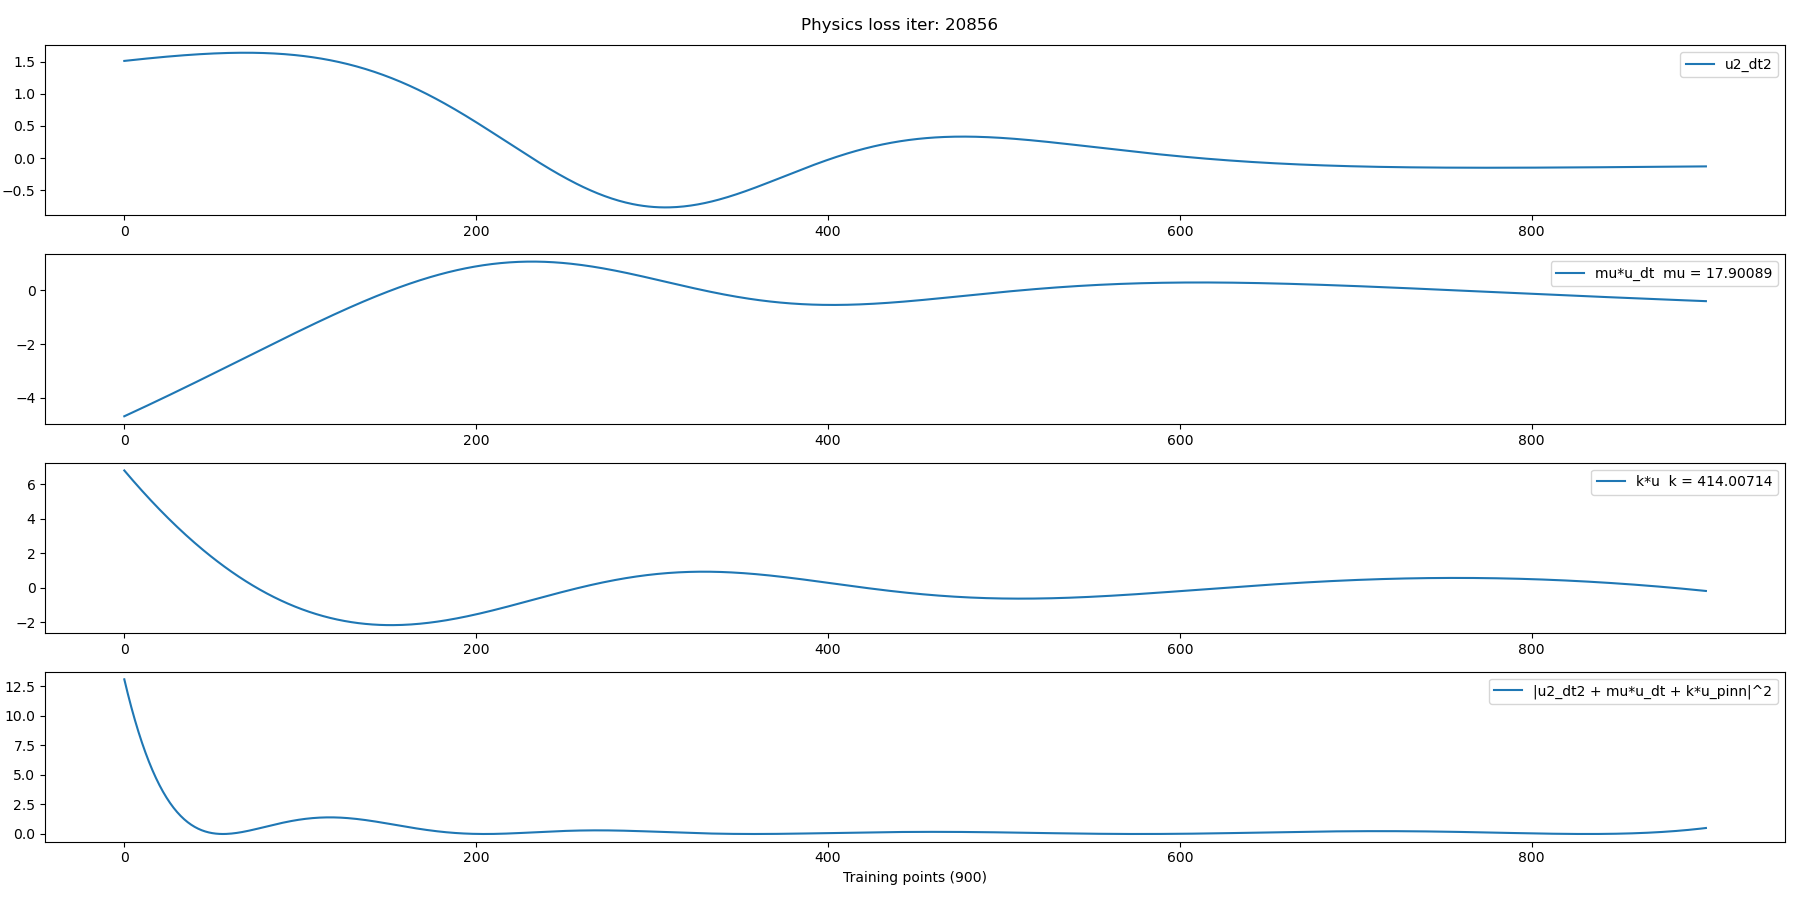 Physics loss iter: 20856
1.5
1.0
0.5
0.0
−0.5
u2_dt2
0 200 400 600 800
0
−2
−4
mu*u_dt  mu = 17.90089
0 200 400 600 800
6
4
2
0
−2
k*u  k = 414.00714
0 200 400 600 800
12.5
10.0
7.5
5.0
2.5
0.0
|u2_dt2 + mu*u_dt + k*u_pinn|^2
0 200 400 600 800
Training points (900)